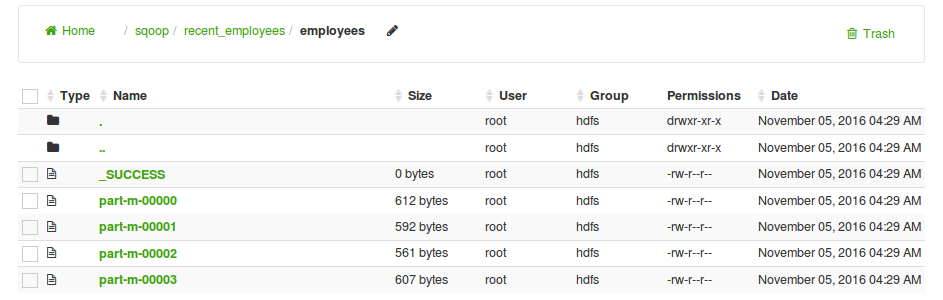 Home / sqoop / recent_employees / employees
Trash
Type Name Size User Group Permissions Date
. root hdfs drwxr-xr-x November 05, 2016 04:29 AM
.. root hdfs drwxr-xr-x November 05, 2016 04:29 AM
_SUCCESS 0 bytes root hdfs -rw-r--r-- November 05, 2016 04:29 AM
part-m-00000 612 bytes root hdfs -rw-r--r-- November 05, 2016 04:29 AM
part-m-00001 592 bytes root hdfs -rw-r--r-- November 05, 2016 04:29 AM
part-m-00002 561 bytes root hdfs -rw-r--r-- November 05, 2016 04:29 AM
part-m-00003 607 bytes root hdfs -rw-r--r-- November 05, 2016 04:29 AM